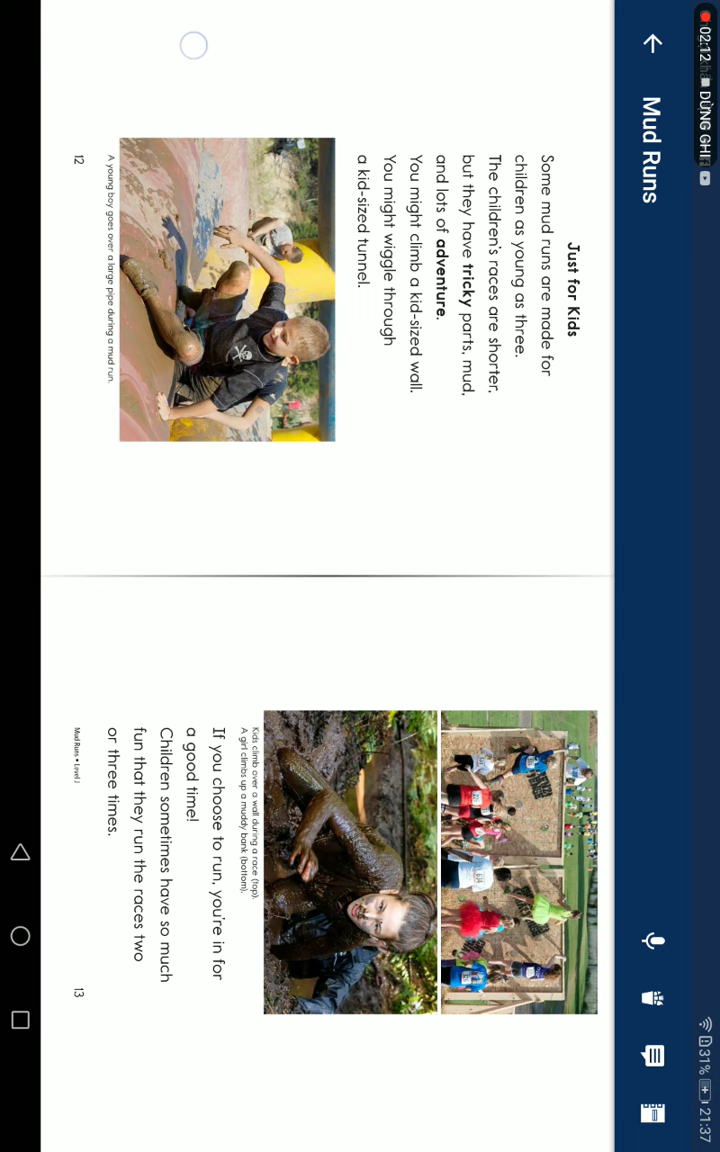 02:12
DỪNG GHI
31%
21:37
Mud Runs
Just for Kids
Some mud runs are made for
children as young as three.
The children's races are shorter,
but they have tricky parts, mud,
and lots of adventure.
You might climb a kid-sized wall.
You might wiggle through
a kid-sized tunnel.
A young boy goes over a large pipe during a mud run.
12
Kids climb over a wall during a race (top).
A girl climbs up a muddy bank (bottom).
If you choose to run, you're in for
a good time!
Children sometimes have so much
fun that they run the races two
or three times.
Mud Runs • Level J
13